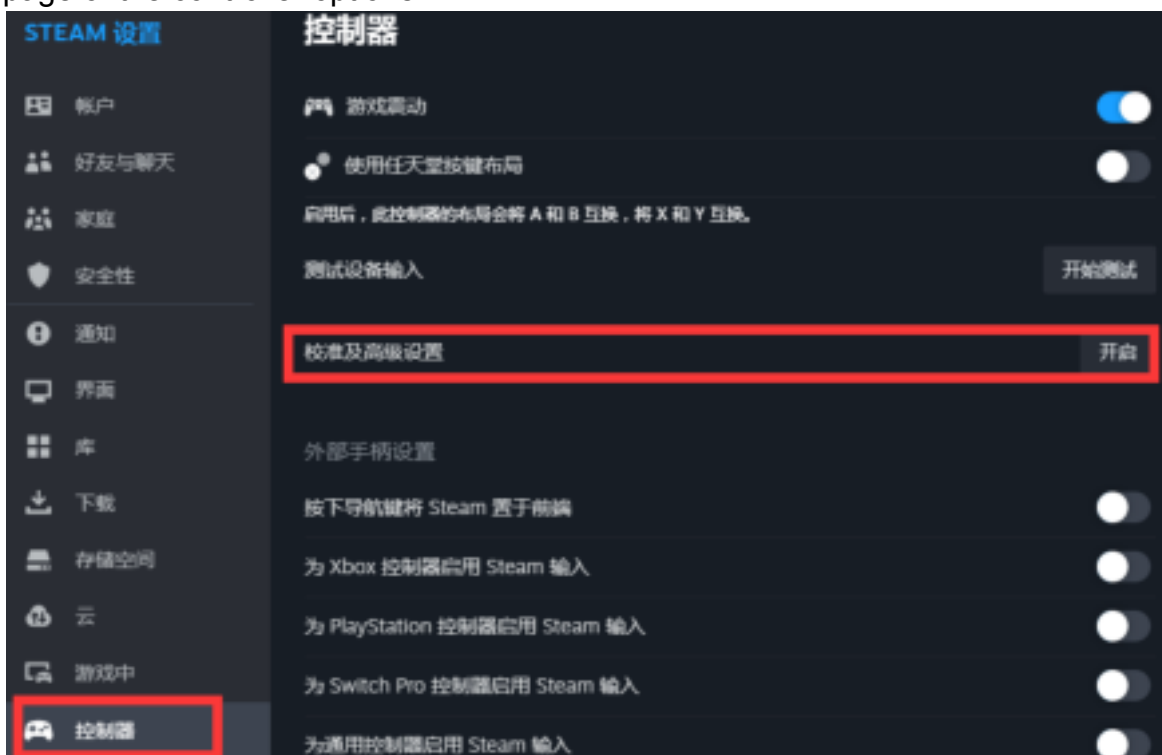 STEAM 设置
帐户
好友与聊天
家庭
安全性
通知
界面
库
下载
存储空间
云
游戏中
控制器
控制器
游戏震动
使用任天堂按键布局
启用后，此控制器的布局会将 A 和 B 互换，将 X 和 Y 互换。
测试设备输入
开始测试
校准及高级设置
开启
外部手柄设置
按下导航键将 Steam 置于前端
为 Xbox 控制器启用 Steam 输入
为 PlayStation 控制器启用 Steam 输入
为 Switch Pro 控制器启用 Steam 输入
为通用控制器启用 Steam 输入